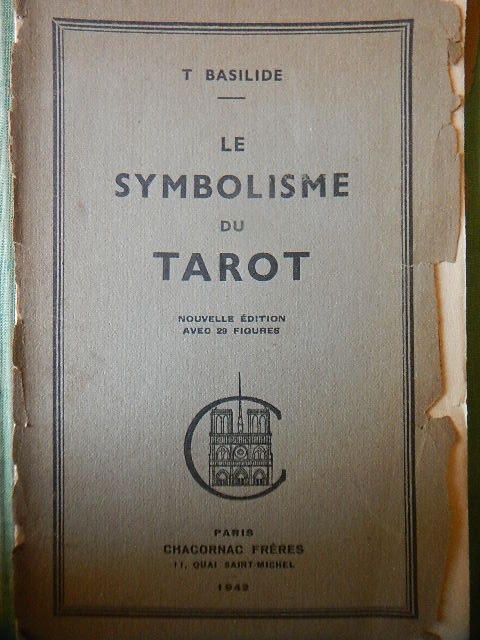 T BASILIDE
LE
SYMBOLISME
DU
TAROT
NOUVELLE ÉDITION
AVEC 29 FIGURES
C
PARIS
CHACORNAC FRÈRES
11, QUAI SAINT-MICHEL
1942